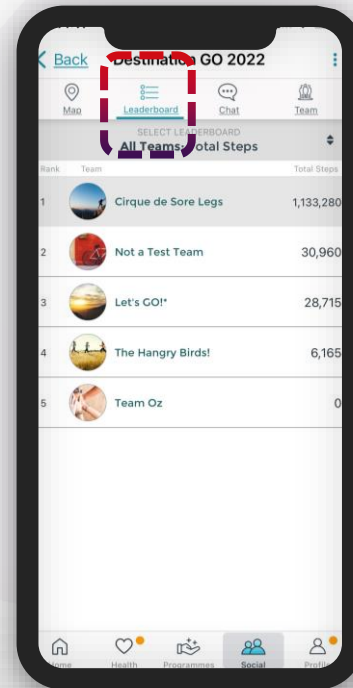 Back Destination GO 2022
Map Leaderboard Chat Team
SELECT LEADERBOARD
All Teams: Total Steps
Rank Team Total Steps
1 Cirque de Sore Legs 1,133,280
2 Not a Test Team 30,960
3 Let's GO!* 28,715
4 The Hangry Birds! 6,165
5 Team Oz 0
Home Health Programmes Social Profile